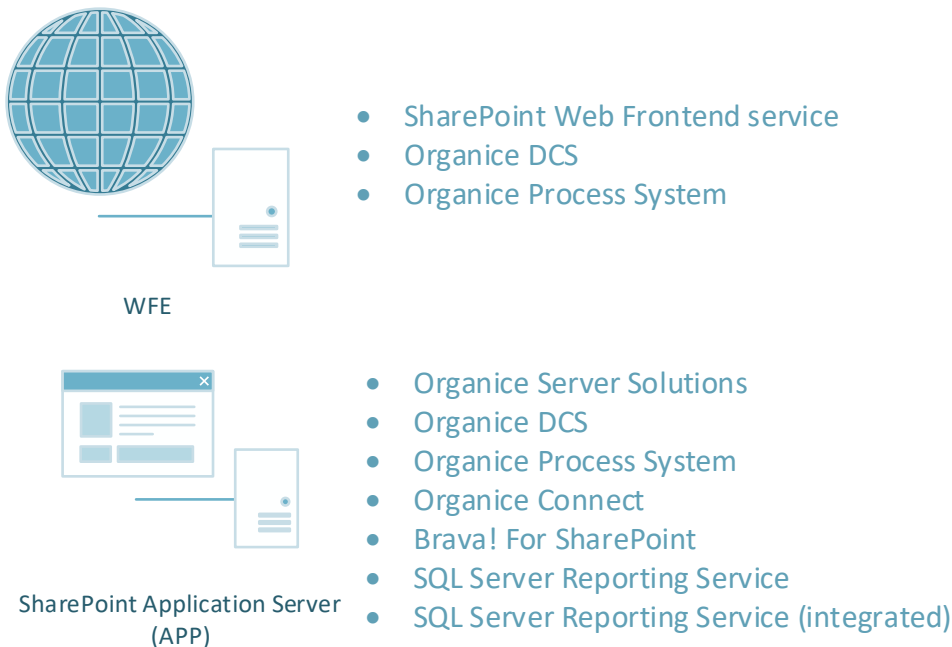 • SharePoint Web Frontend service
• Organice DCS
• Organice Process System
WFE
• Organice Server Solutions
• Organice DCS
• Organice Process System
• Organice Connect
• Brava! For SharePoint
• SQL Server Reporting Service
• SQL Server Reporting Service (integrated)
SharePoint Application Server
(APP)